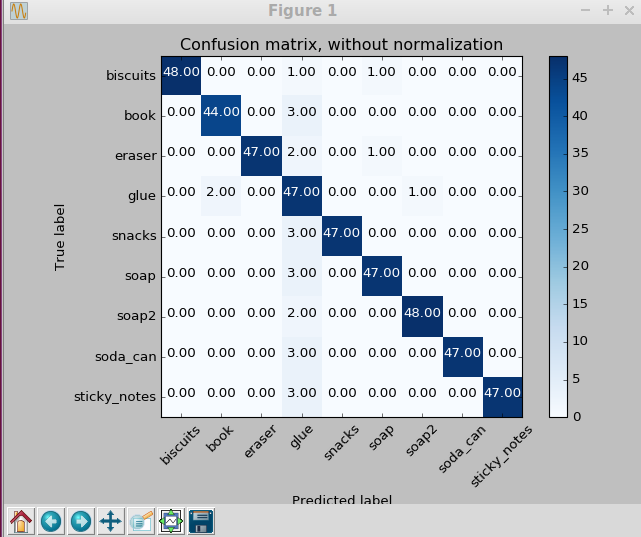 Figure 1
Confusion matrix, without normalization
biscuits 48.00 0.00 0.00 1.00 0.00 1.00 0.00 0.00 0.00
book 0.00 44.00 0.00 3.00 0.00 0.00 0.00 0.00 0.00
eraser 0.00 0.00 47.00 2.00 0.00 1.00 0.00 0.00 0.00
glue 0.00 2.00 0.00 47.00 0.00 0.00 1.00 0.00 0.00
snacks 0.00 0.00 0.00 3.00 47.00 0.00 0.00 0.00 0.00
soap 0.00 0.00 0.00 3.00 0.00 47.00 0.00 0.00 0.00
soap2 0.00 0.00 0.00 2.00 0.00 0.00 48.00 0.00 0.00
soda_can 0.00 0.00 0.00 3.00 0.00 0.00 0.00 47.00 0.00
sticky_notes 0.00 0.00 0.00 3.00 0.00 0.00 0.00 0.00 47.00
True label
biscuits book eraser glue snacks soap soap2 soda_can sticky_notes
Predicted label
45
40
35
30
25
20
15
10
5
0